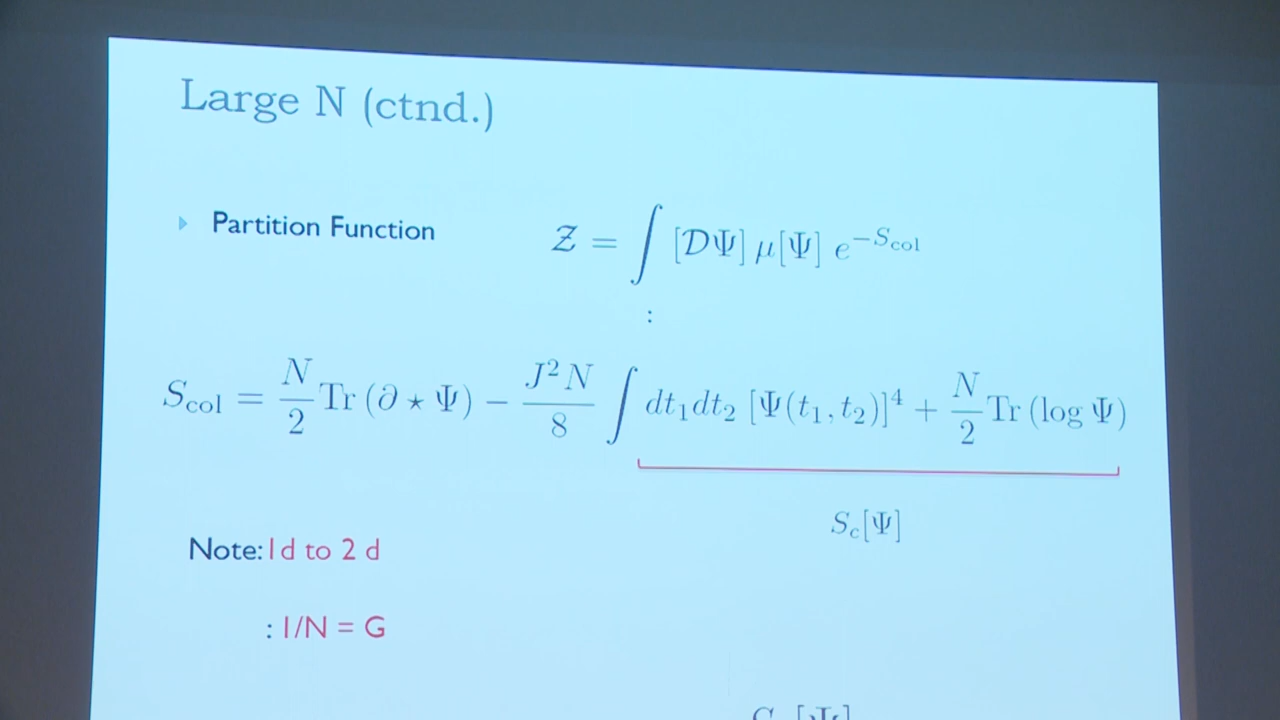 Large N (ctnd.)
Partition Function
𝒵 = ∫ [𝒟Ψ] μ[Ψ] e^{−S_col}
:
S_col = N/2 Tr (∂ ⋆ Ψ) − J²N/8 ∫ dt₁dt₂ [Ψ(t₁, t₂)]⁴ + N/2 Tr (log Ψ)
S_c[Ψ]
Note: 1d to 2 d
: 1/N = G